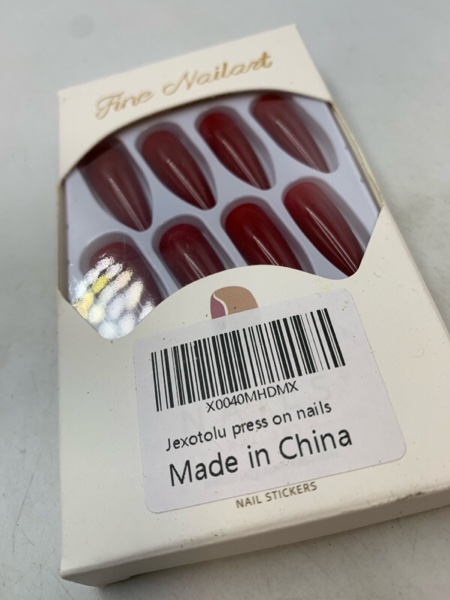 Fine Nailart
X0040MHDMX
Jexotolu press on nails
Made in China
NAIL STICKERS